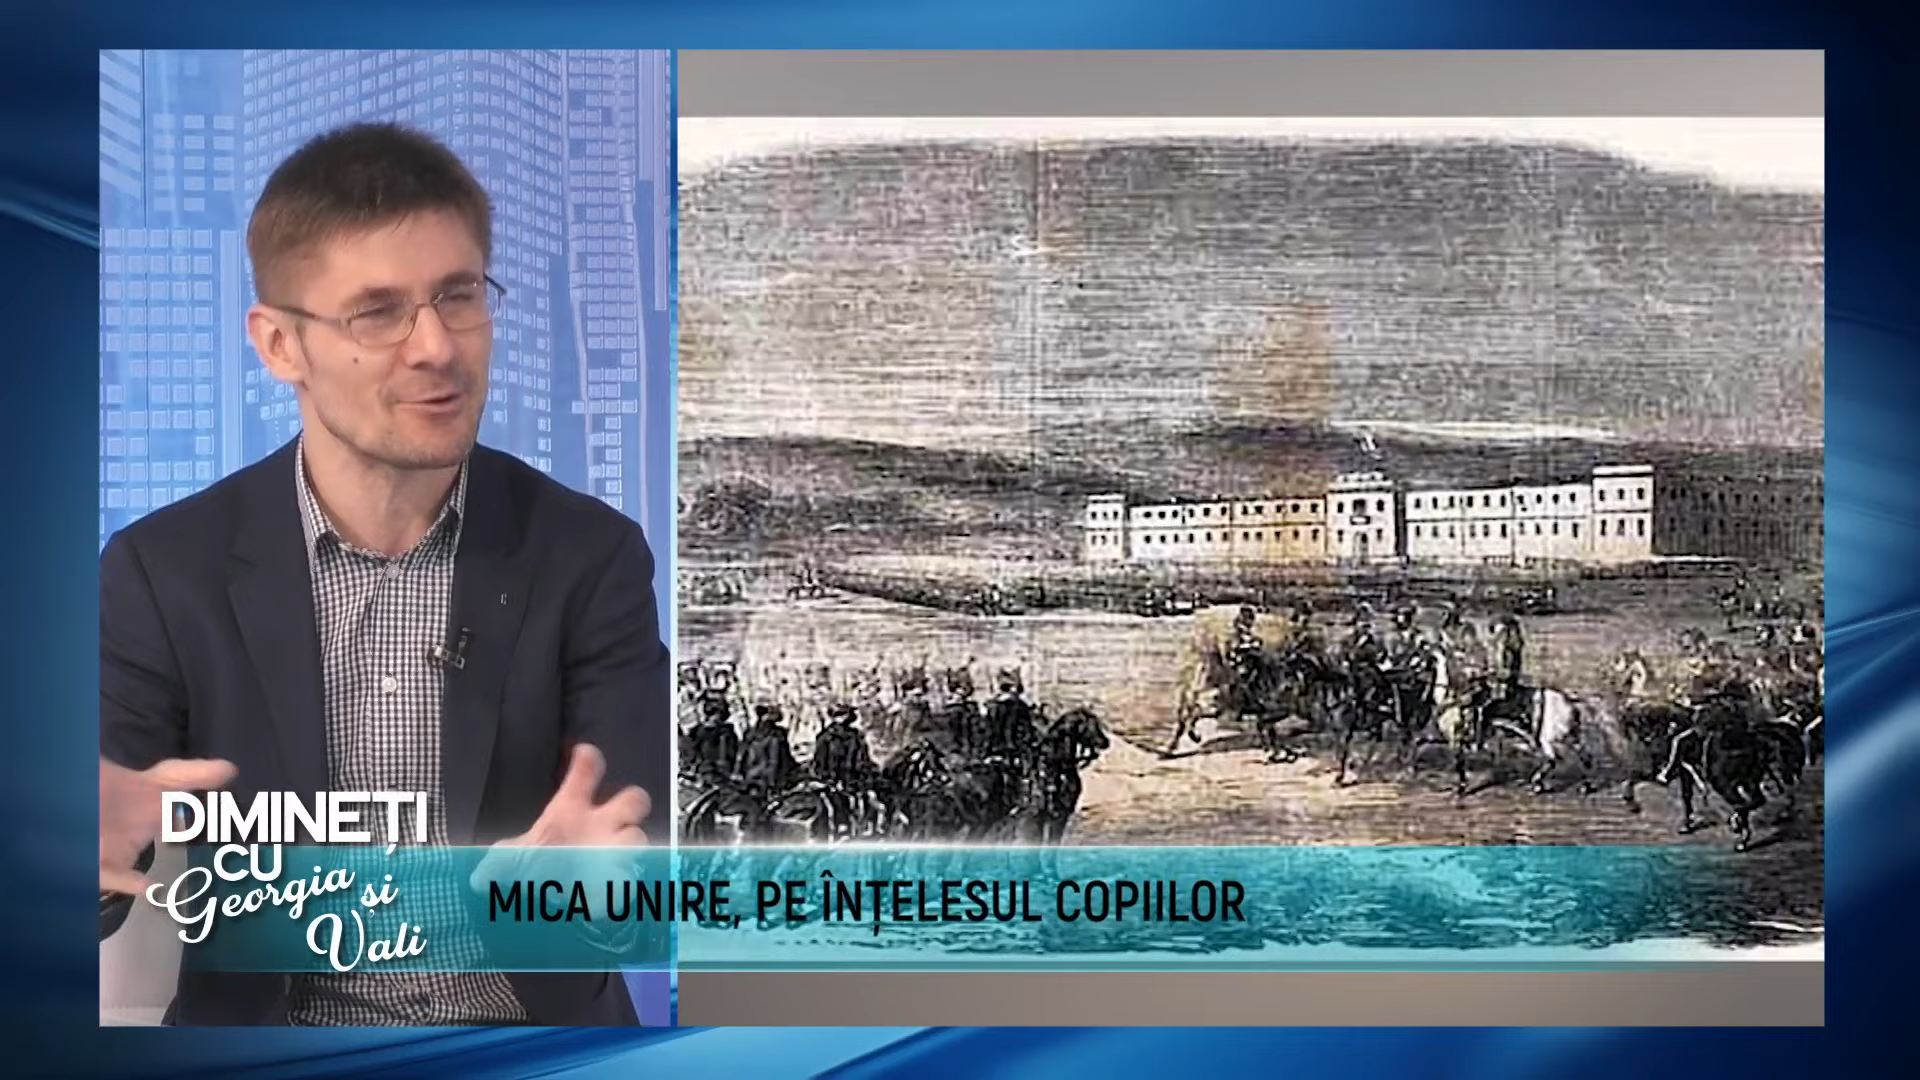 DIMINEȚI
CU
Georgia și
Vali
MICA UNIRE, PE ÎNȚELESUL COPIILOR